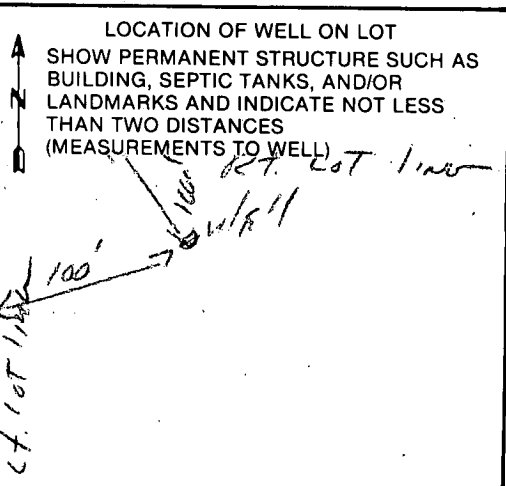 LOCATION OF WELL ON LOT
SHOW PERMANENT STRUCTURE SUCH AS
BUILDING, SEPTIC TANKS, AND/OR
LANDMARKS AND INDICATE NOT LESS
THAN TWO DISTANCES
(MEASUREMENTS TO WELL)
N
RT. LOT line
100'
well
100'
Lt. Lot line